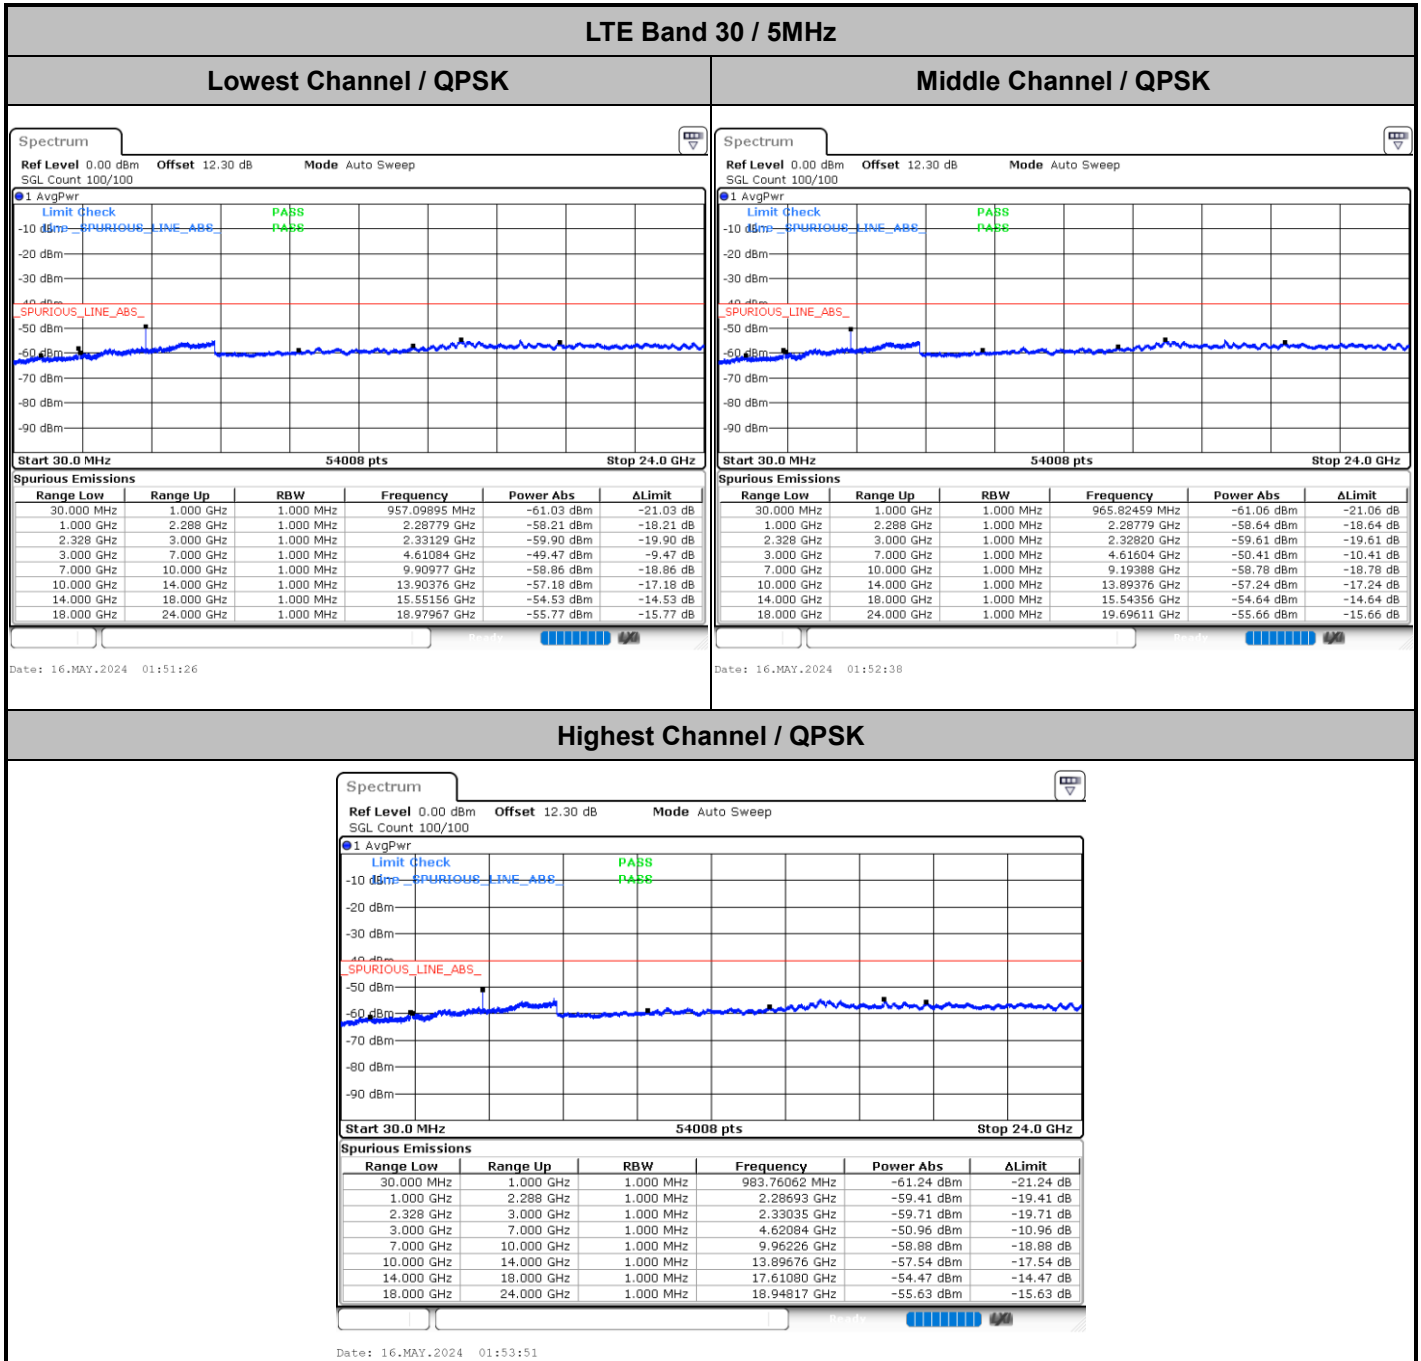 LTE Band 30 / 5MHz
Lowest Channel / QPSK
Spectrum
Ref Level 0.00 dBm Offset 12.30 dB Mode Auto Sweep
SGL Count 100/100
1 AvgPwr
Limit Check PASS
Line _SPURIOUS_LINE_ABS_ PASS
-10 dBm
-20 dBm
-30 dBm
-40 dBm
_SPURIOUS_LINE_ABS_
-50 dBm
-60 dBm
-70 dBm
-80 dBm
-90 dBm
Start 30.0 MHz 54008 pts Stop 24.0 GHz
Spurious Emissions
Range Low Range Up RBW Frequency Power Abs ΔLimit
30.000 MHz 1.000 GHz 1.000 MHz 957.09895 MHz -61.03 dBm -21.03 dB
1.000 GHz 2.288 GHz 1.000 MHz 2.28779 GHz -58.21 dBm -18.21 dB
2.328 GHz 3.000 GHz 1.000 MHz 2.33129 GHz -59.90 dBm -19.90 dB
3.000 GHz 7.000 GHz 1.000 MHz 4.61084 GHz -49.47 dBm -9.47 dB
7.000 GHz 10.000 GHz 1.000 MHz 9.90977 GHz -58.86 dBm -18.86 dB
10.000 GHz 14.000 GHz 1.000 MHz 13.90376 GHz -57.18 dBm -17.18 dB
14.000 GHz 18.000 GHz 1.000 MHz 15.55156 GHz -54.53 dBm -14.53 dB
18.000 GHz 24.000 GHz 1.000 MHz 18.97967 GHz -55.77 dBm -15.77 dB
Ready
Date: 16.MAY.2024 01:51:26
Middle Channel / QPSK
Spectrum
Ref Level 0.00 dBm Offset 12.30 dB Mode Auto Sweep
SGL Count 100/100
1 AvgPwr
Limit Check PASS
Line _SPURIOUS_LINE_ABS_ PASS
-10 dBm
-20 dBm
-30 dBm
-40 dBm
_SPURIOUS_LINE_ABS_
-50 dBm
-60 dBm
-70 dBm
-80 dBm
-90 dBm
Start 30.0 MHz 54008 pts Stop 24.0 GHz
Spurious Emissions
Range Low Range Up RBW Frequency Power Abs ΔLimit
30.000 MHz 1.000 GHz 1.000 MHz 965.82459 MHz -61.06 dBm -21.06 dB
1.000 GHz 2.288 GHz 1.000 MHz 2.28779 GHz -58.64 dBm -18.64 dB
2.328 GHz 3.000 GHz 1.000 MHz 2.32820 GHz -59.61 dBm -19.61 dB
3.000 GHz 7.000 GHz 1.000 MHz 4.61604 GHz -50.41 dBm -10.41 dB
7.000 GHz 10.000 GHz 1.000 MHz 9.19388 GHz -58.78 dBm -18.78 dB
10.000 GHz 14.000 GHz 1.000 MHz 13.89376 GHz -57.24 dBm -17.24 dB
14.000 GHz 18.000 GHz 1.000 MHz 15.54356 GHz -54.64 dBm -14.64 dB
18.000 GHz 24.000 GHz 1.000 MHz 19.69611 GHz -55.66 dBm -15.66 dB
Ready
Date: 16.MAY.2024 01:52:38
Highest Channel / QPSK
Spectrum
Ref Level 0.00 dBm Offset 12.30 dB Mode Auto Sweep
SGL Count 100/100
1 AvgPwr
Limit Check PASS
Line _SPURIOUS_LINE_ABS_ PASS
-10 dBm
-20 dBm
-30 dBm
-40 dBm
_SPURIOUS_LINE_ABS_
-50 dBm
-60 dBm
-70 dBm
-80 dBm
-90 dBm
Start 30.0 MHz 54008 pts Stop 24.0 GHz
Spurious Emissions
Range Low Range Up RBW Frequency Power Abs ΔLimit
30.000 MHz 1.000 GHz 1.000 MHz 983.76062 MHz -61.24 dBm -21.24 dB
1.000 GHz 2.288 GHz 1.000 MHz 2.28693 GHz -59.41 dBm -19.41 dB
2.328 GHz 3.000 GHz 1.000 MHz 2.33035 GHz -59.71 dBm -19.71 dB
3.000 GHz 7.000 GHz 1.000 MHz 4.62084 GHz -50.96 dBm -10.96 dB
7.000 GHz 10.000 GHz 1.000 MHz 9.96226 GHz -58.88 dBm -18.88 dB
10.000 GHz 14.000 GHz 1.000 MHz 13.89676 GHz -57.54 dBm -17.54 dB
14.000 GHz 18.000 GHz 1.000 MHz 17.61080 GHz -54.47 dBm -14.47 dB
18.000 GHz 24.000 GHz 1.000 MHz 18.94817 GHz -55.63 dBm -15.63 dB
Ready
Date: 16.MAY.2024 01:53:51